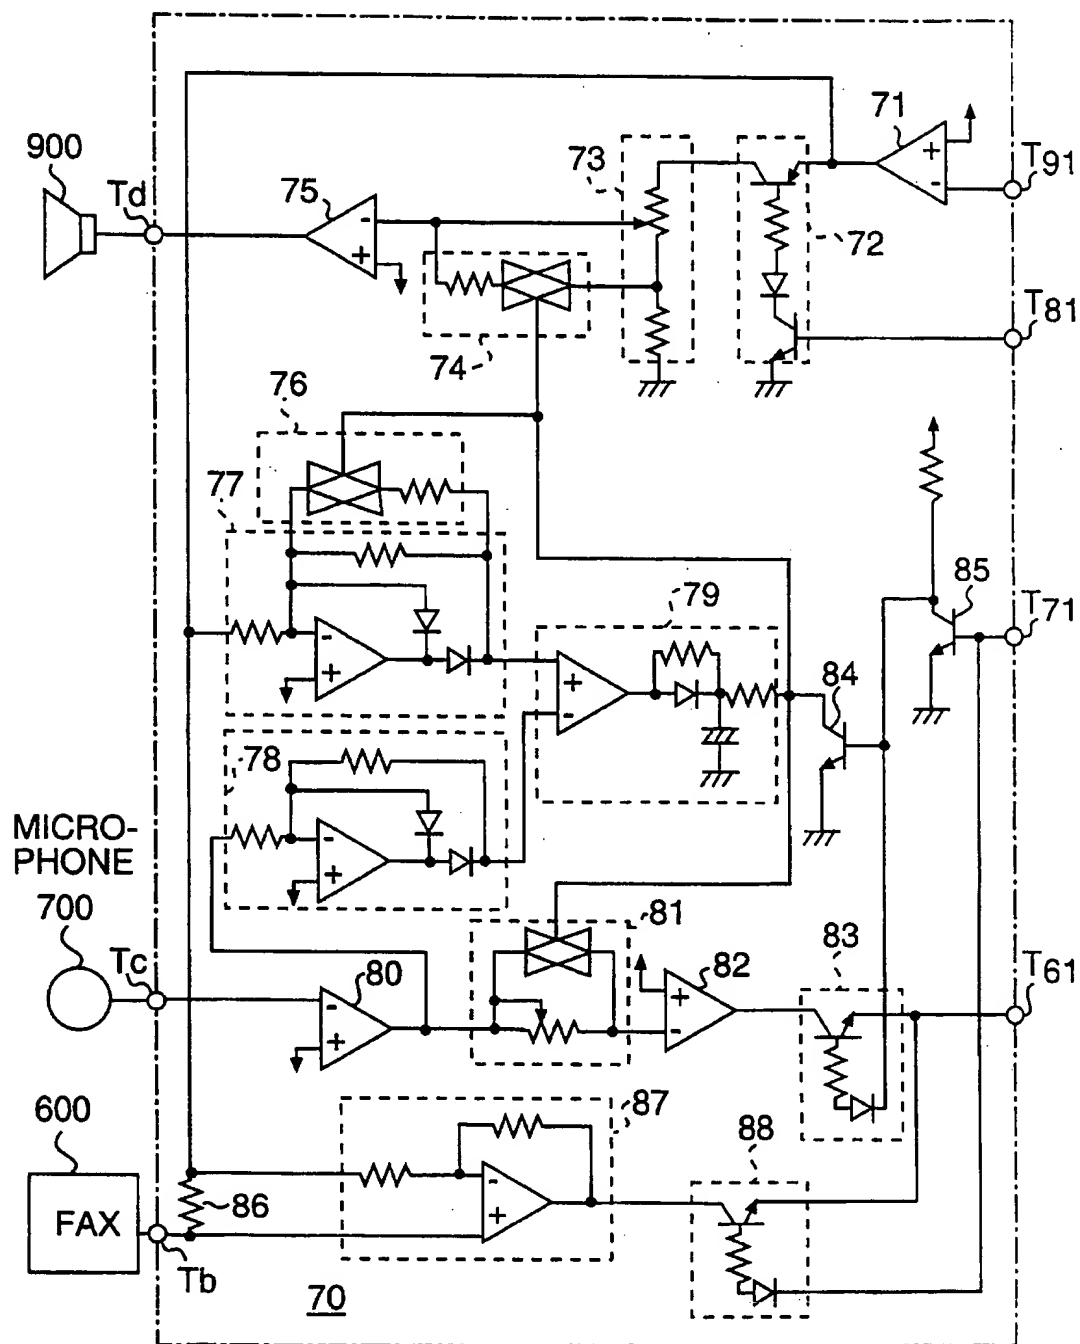 900
Td
75
73
71
T91
72
T81
74
76
77
79
85
T71
84
78
MICRO-
PHONE
700
Tc
80
81
82
83
T61
600
FAX
86
87
88
Tb
70
- + + - - + + - - + - + + - - +